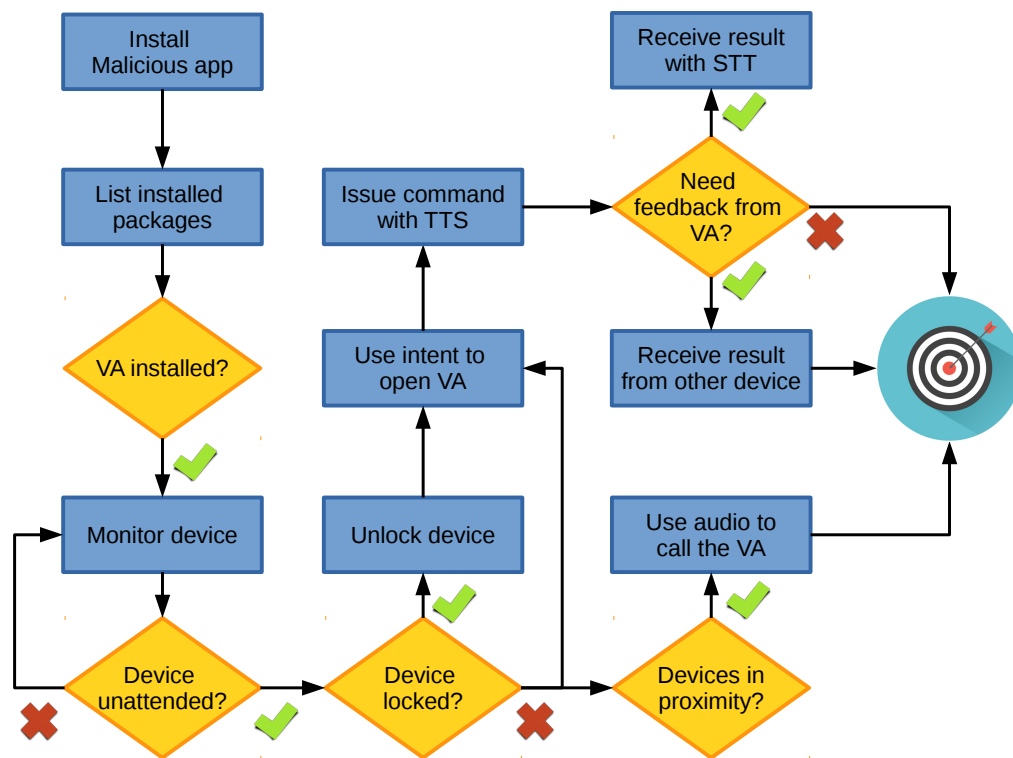 Install
Malicious app
List installed
packages
VA installed?
Monitor device
Device
unattended?
Device
locked?
Unlock device
Use intent to
open VA
Issue command
with TTS
Need
feedback from
VA?
Receive result
with STT
Receive result
from other device
Devices in
proximity?
Use audio to
call the VA